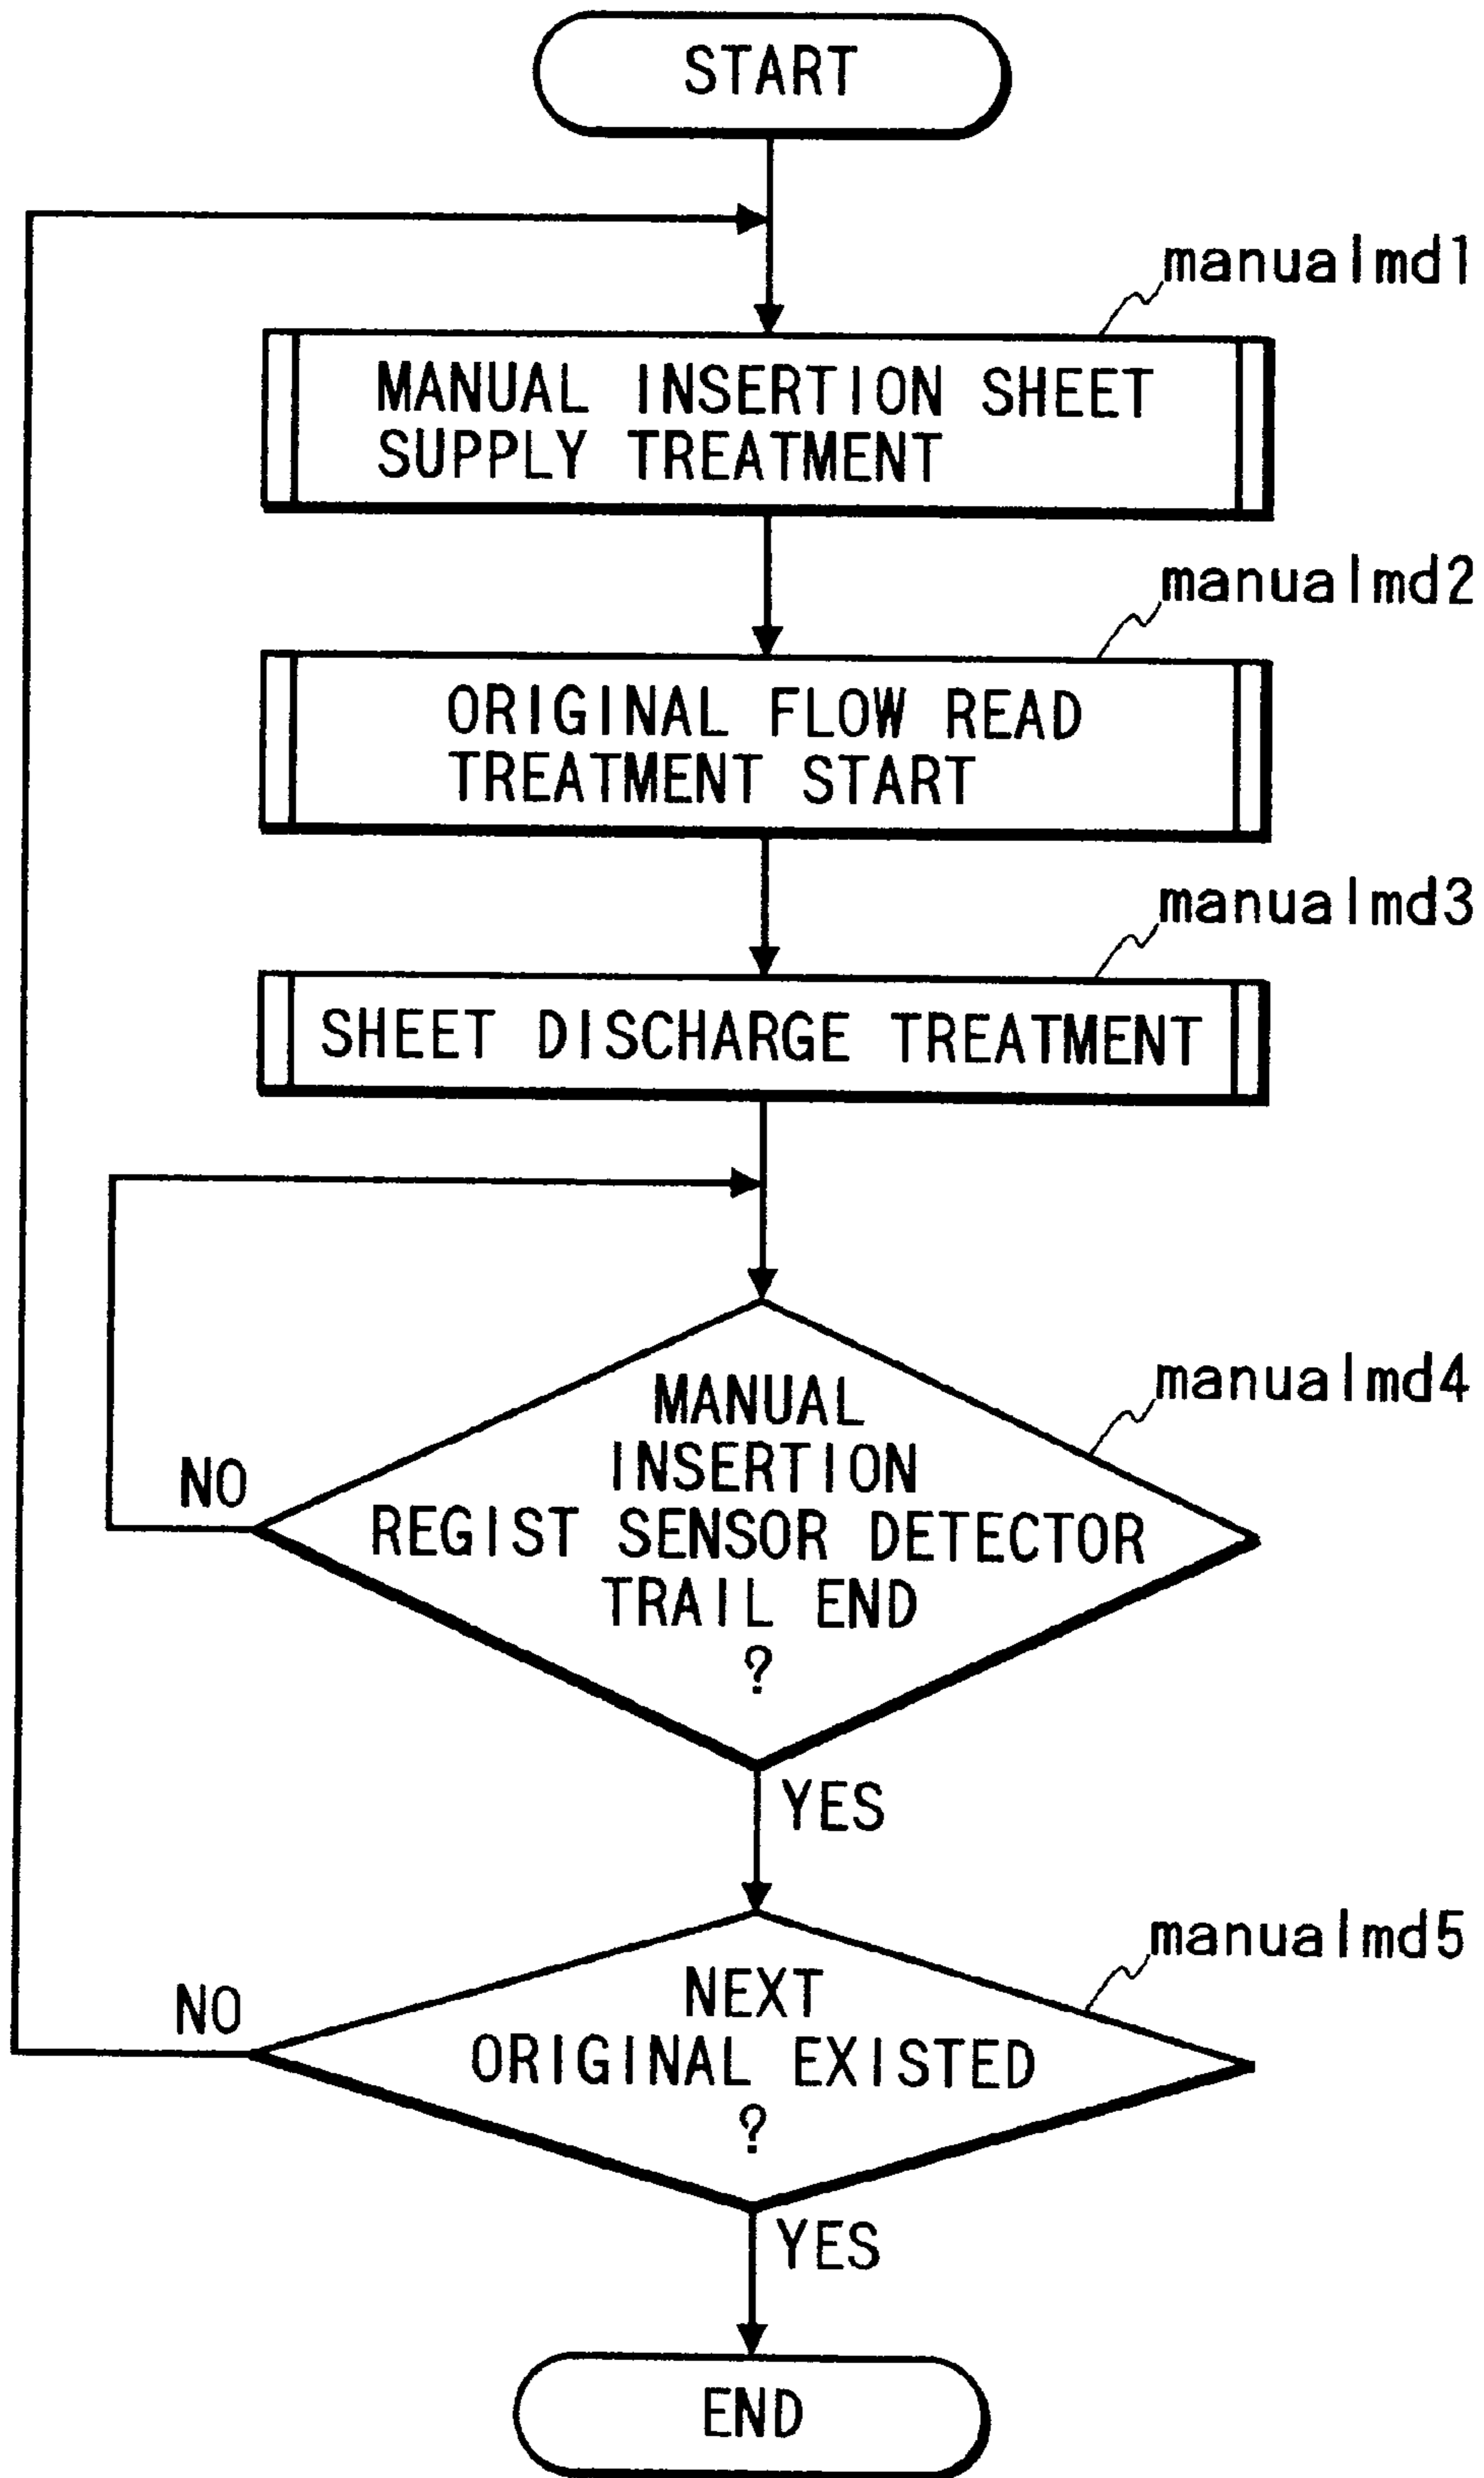 START
manualmd1
MANUAL INSERTION SHEET
SUPPLY TREATMENT
manualmd2
ORIGINAL FLOW READ
TREATMENT START
manualmd3
SHEET DISCHARGE TREATMENT
manualmd4
MANUAL
INSERTION
REGIST SENSOR DETECTOR
TRAIL END
?
NO
YES
manualmd5
NEXT
ORIGINAL EXISTED
?
NO
YES
END